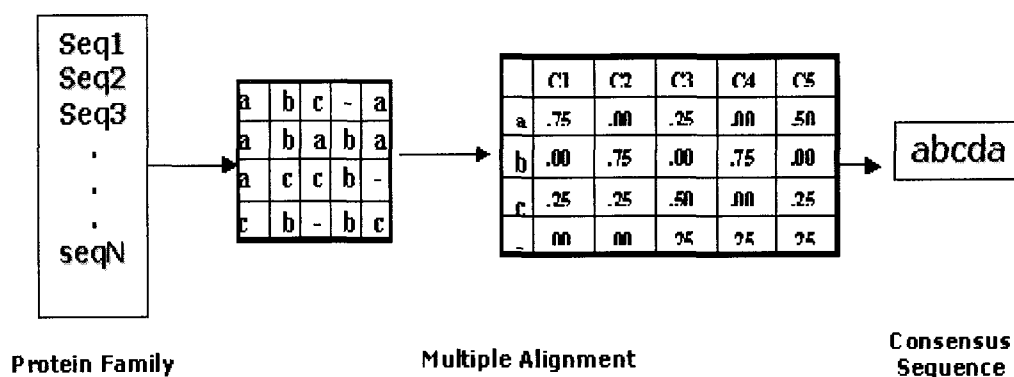 Seq1
Seq2
Seq3
.
.
.
seqN
a b c - a
a b a b a
a c c b -
c b - b c
C1 C2 C3 C4 C5
a .75 .00 .25 .00 .50
b .00 .75 .00 .75 .00
c .25 .25 .50 .00 .25
- .00 .00 .25 .25 .25
abcda
Protein Family
Multiple Alignment
Consensus
Sequence